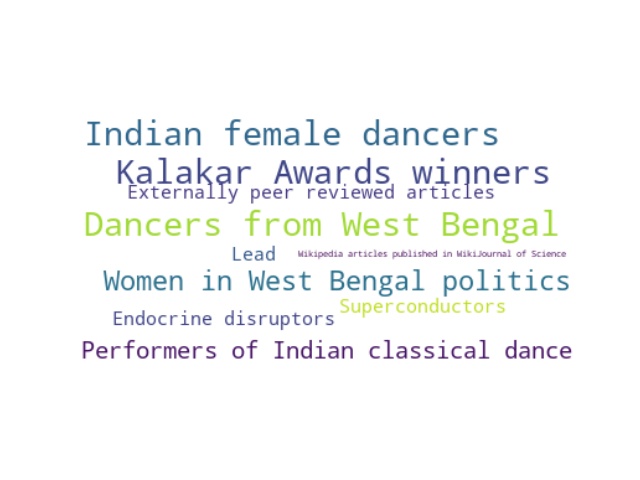 Indian female dancers
Kalakar Awards winners
Externally peer reviewed articles
Dancers from West Bengal
Lead Wikipedia articles published in WikiJournal of Science
Women in West Bengal politics
Superconductors
Endocrine disruptors
Performers of Indian classical dance